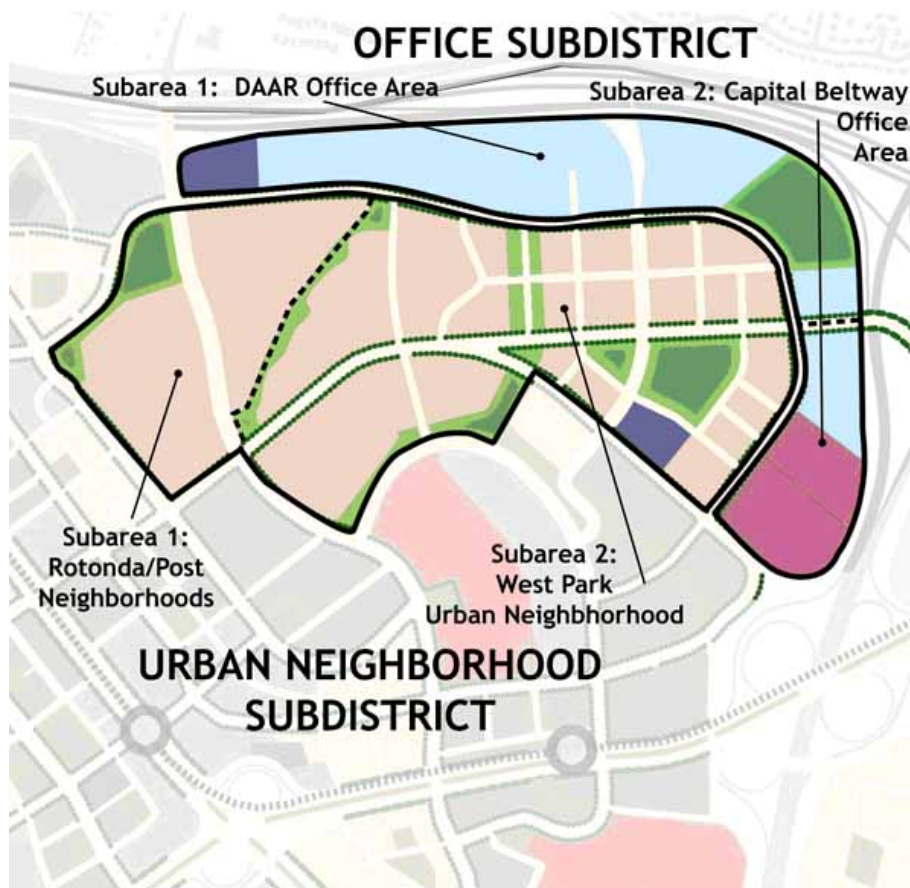 OFFICE SUBDISTRICT
Subarea 1:  DAAR Office Area
Subarea 2: Capital Beltway
Office
Area
Subarea 1:
Rotonda/Post
Neighborhoods
Subarea 2:
West Park
Urban Neighbhorhood
URBAN NEIGHBORHOOD
SUBDISTRICT